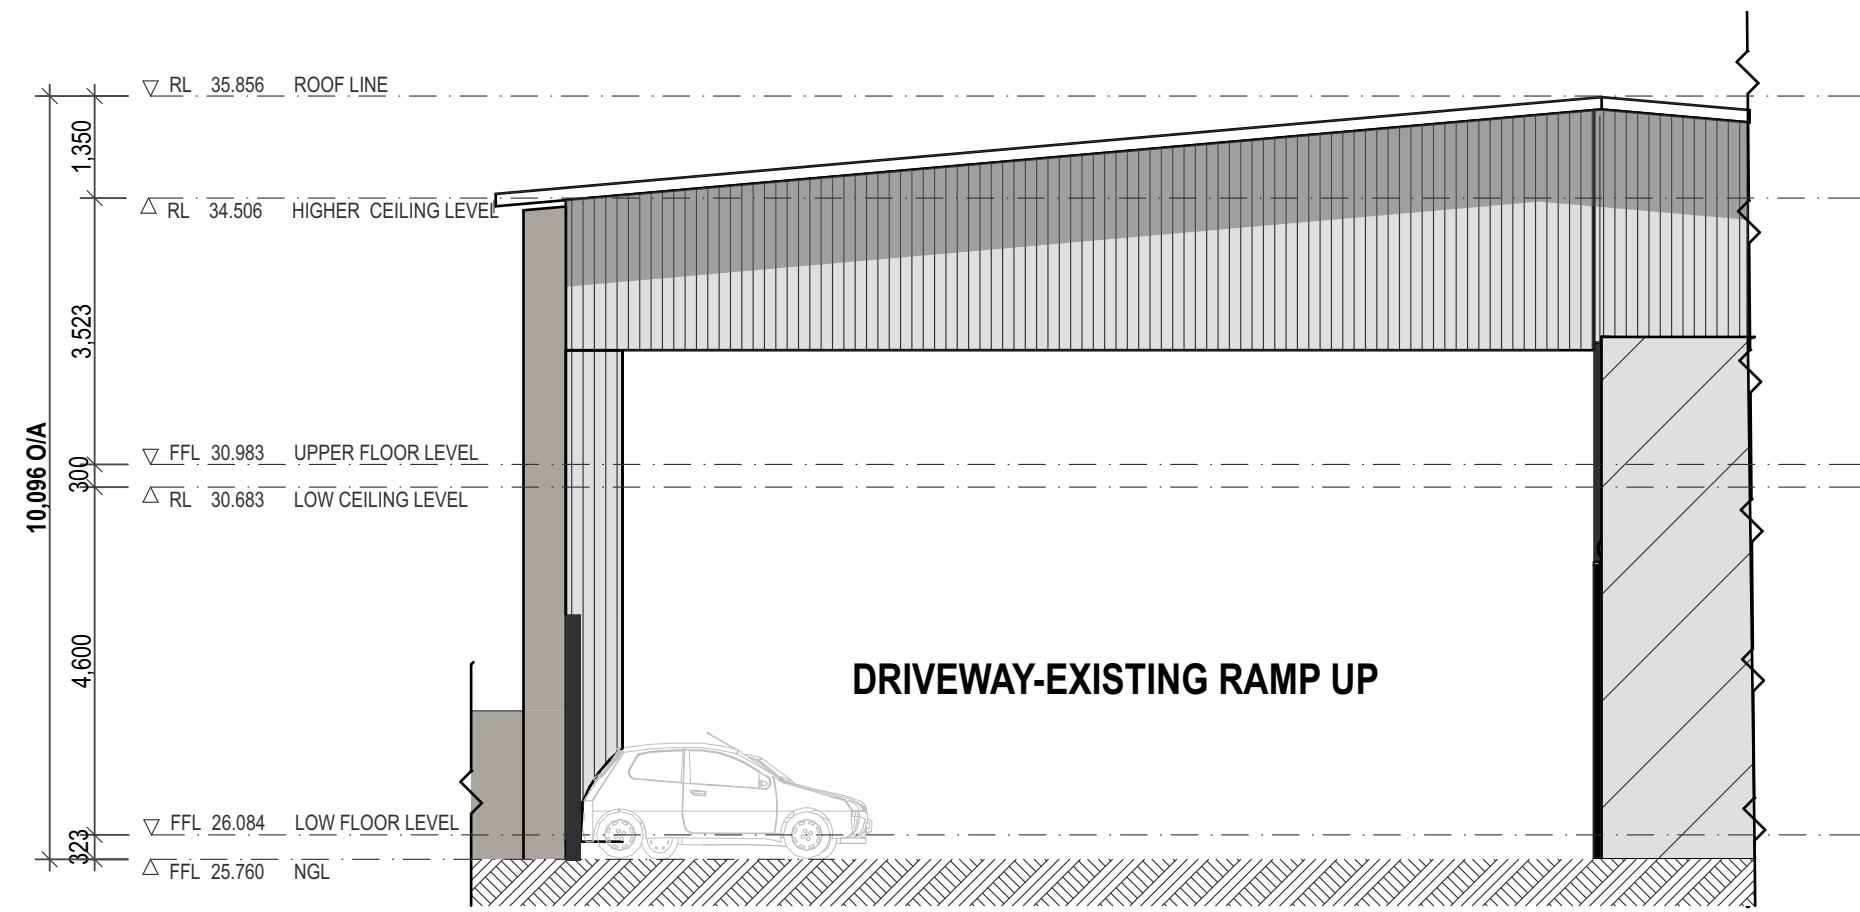 RL 35.856 ROOF LINE
1,350
RL 34.506 HIGHER CEILING LEVEL
3,523
10,096 O/A
FFL 30.983 UPPER FLOOR LEVEL
300
RL 30.683 LOW CEILING LEVEL
4,600
DRIVEWAY-EXISTING RAMP UP
FFL 26.084 LOW FLOOR LEVEL
323
FFL 25.760 NGL